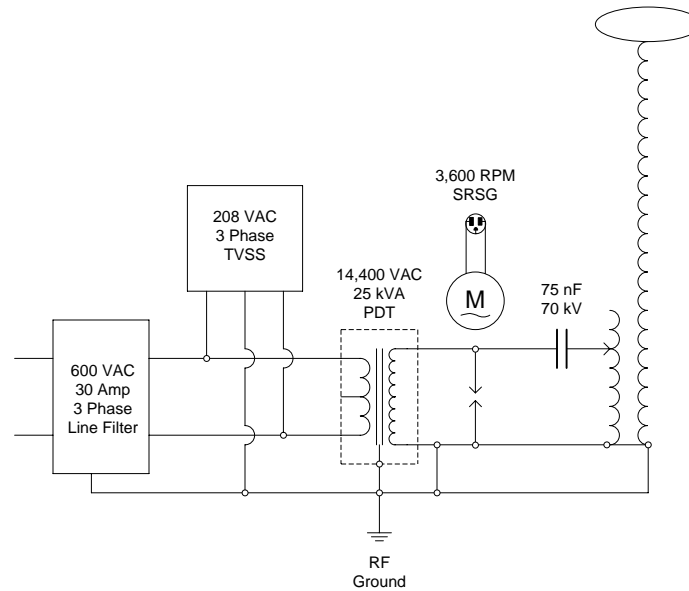 3,600 RPM
SRSG
208 VAC
3 Phase
TVSS
14,400 VAC
25 kVA
PDT
M
75 nF
70 kV
600 VAC
30 Amp
3 Phase
Line Filter
RF
Ground